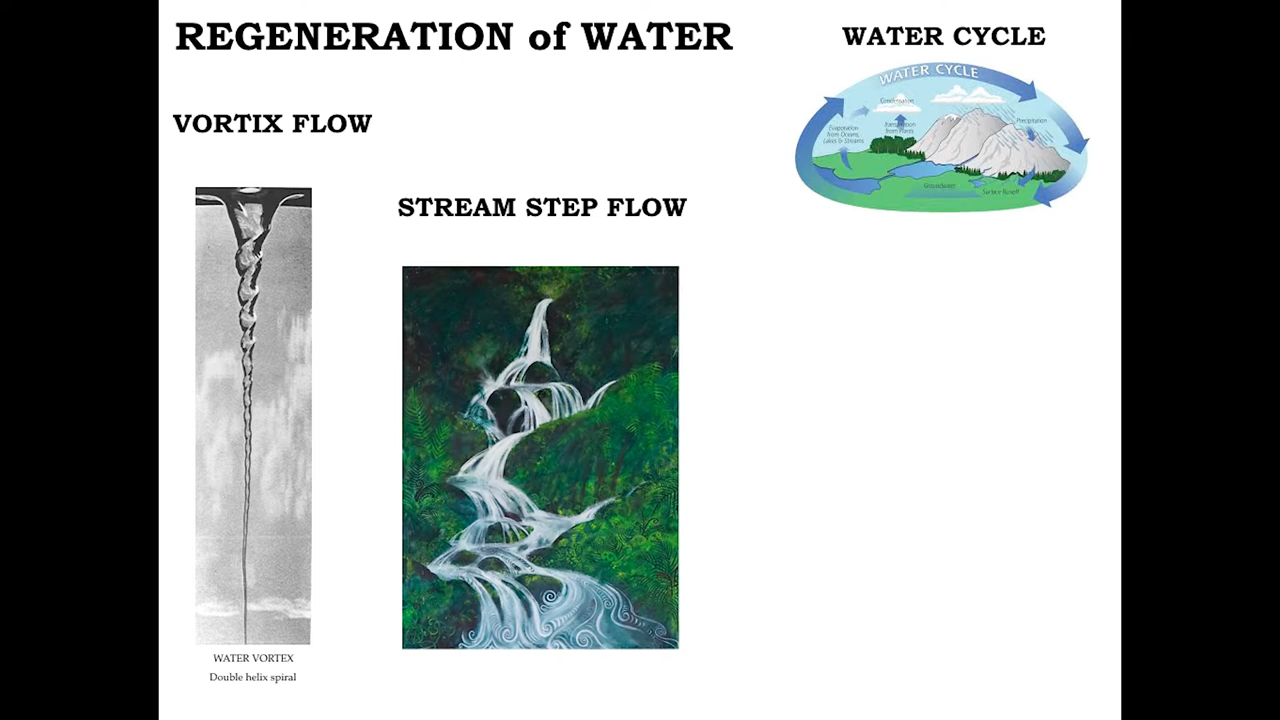 REGENERATION of WATER
WATER CYCLE
WATER CYCLE
Condensation
Transpiration
from Plants
Precipitation
Evaporation
from Oceans,
Lakes & Streams
Groundwater
Surface Runoff
VORTIX FLOW
STREAM STEP FLOW
WATER VORTEX
Double helix spiral